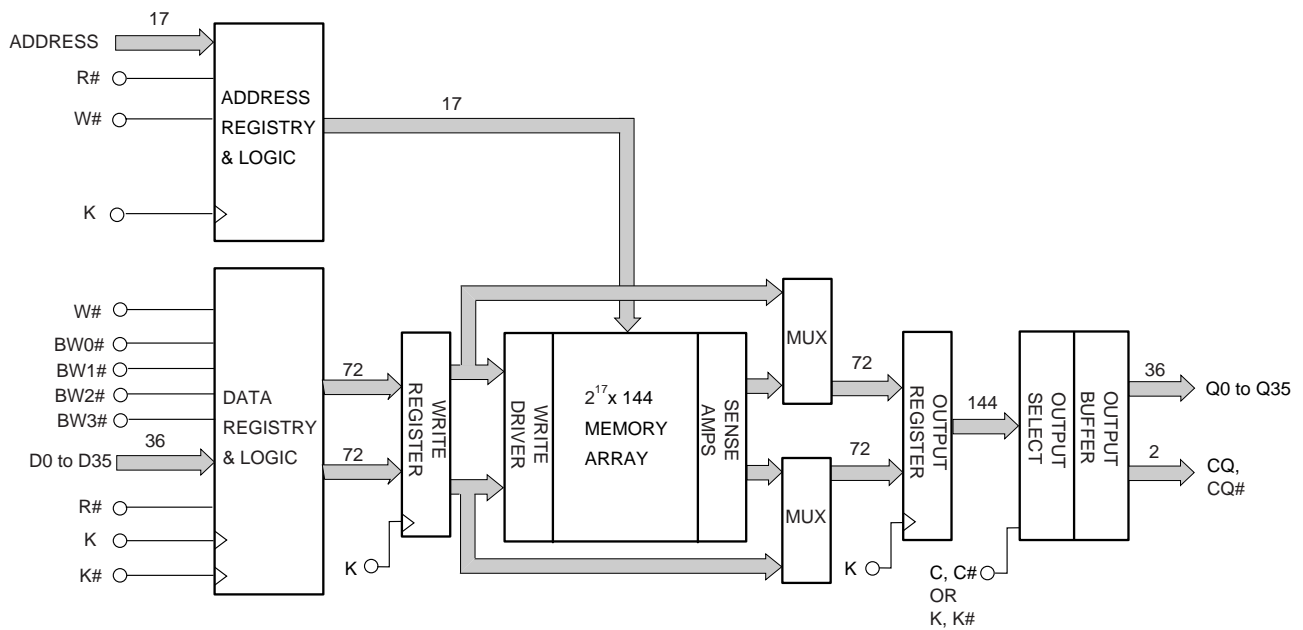 17
ADDRESS
R#
W#
K
ADDRESS
REGISTRY
& LOGIC
17
W#
BW0#
BW1#
BW2#
BW3#
D0 to D35
36
R#
K
K#
DATA
REGISTRY
& LOGIC
72
72
WRITE
REGISTER
K
WRITE
DRIVER
2^17 x 144
MEMORY
ARRAY
SENSE
AMPS
MUX
MUX
72
72
K
OUTPUT
REGISTER
144
C, C#
OR
K, K#
OUTPUT
SELECT
OUTPUT
BUFFER
36
Q0 to Q35
2
CQ,
CQ#